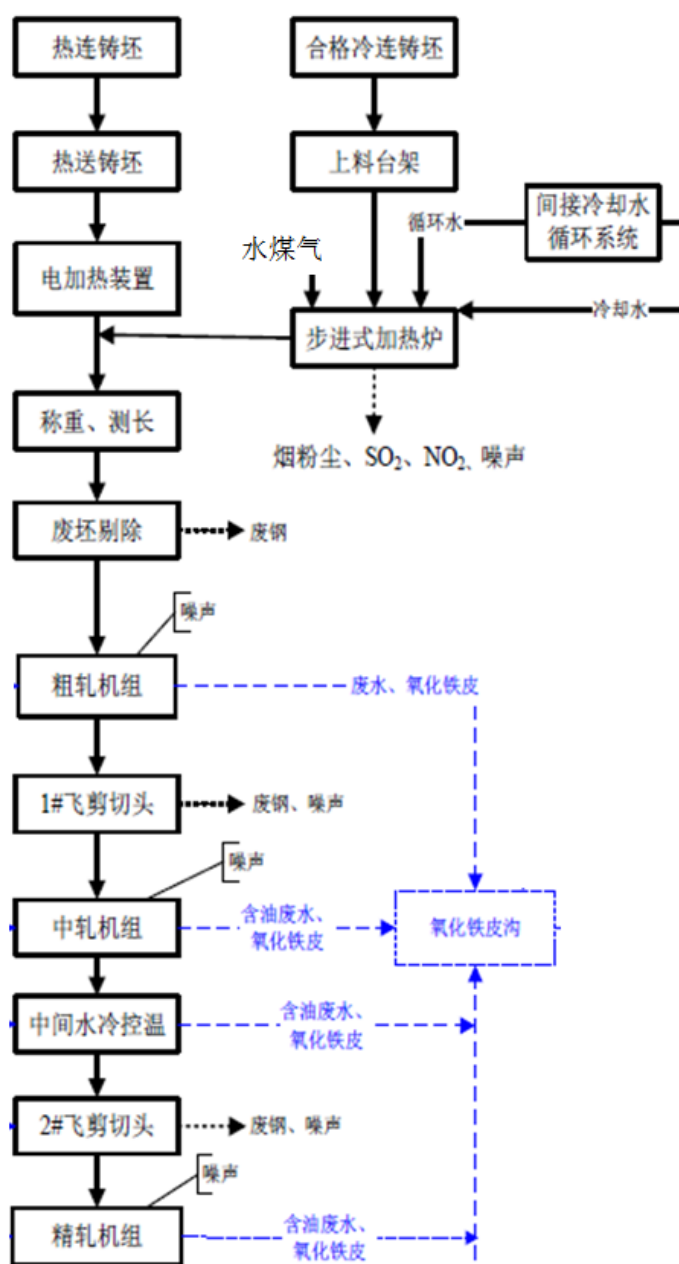 热连铸坯
合格冷连铸坯
热送铸坯
上料台架
间接冷却水
循环系统
循环水
水煤气
电加热装置
冷却水
步进式加热炉
称重、测长
烟粉尘、SO₂、NO₂、噪声
废坯剔除
废钢
噪声
粗轧机组
废水、氧化铁皮
1#飞剪切头
废钢、噪声
噪声
中轧机组
含油废水、
氧化铁皮
氧化铁皮沟
中间水冷控温
含油废水、
氧化铁皮
2#飞剪切头
废钢、噪声
噪声
精轧机组
含油废水、
氧化铁皮